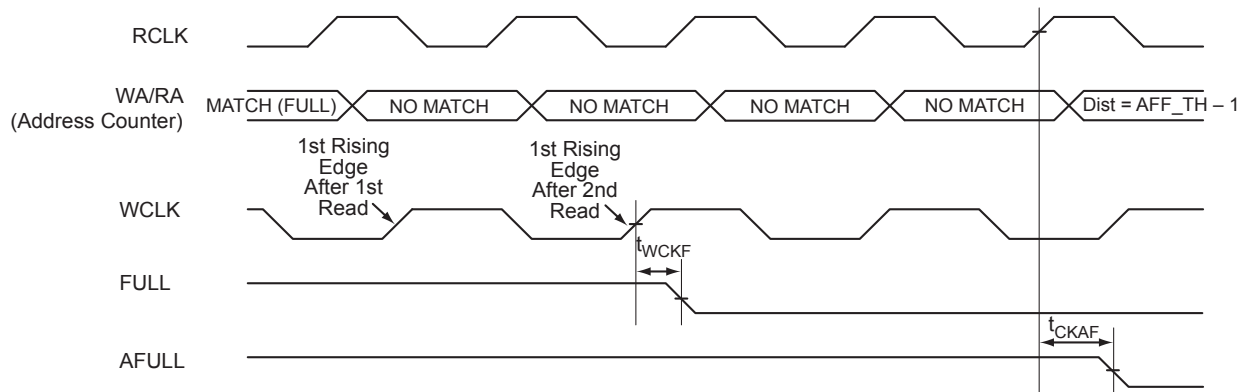 RCLK
WA/RA
(Address Counter)
MATCH (FULL)
NO MATCH
NO MATCH
NO MATCH
NO MATCH
Dist = AFF_TH – 1
1st Rising
Edge
After 1st
Read
1st Rising
Edge
After 2nd
Read
WCLK
tWCKF
FULL
tCKAF
AFULL